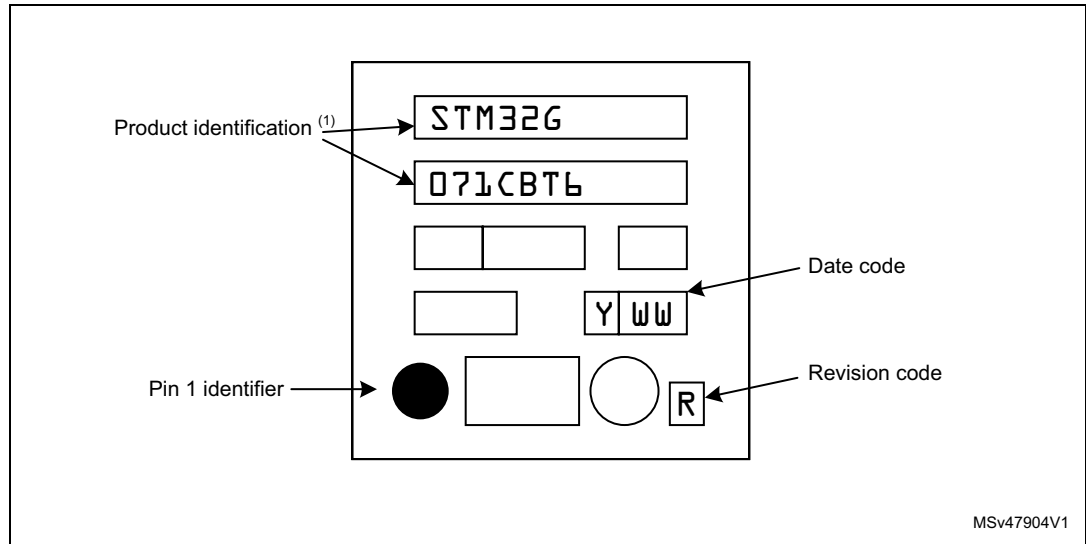 STM32G
Product identification (1)
071CBT6
Date code
Y WW
Pin 1 identifier
Revision code
R
MSv47904V1